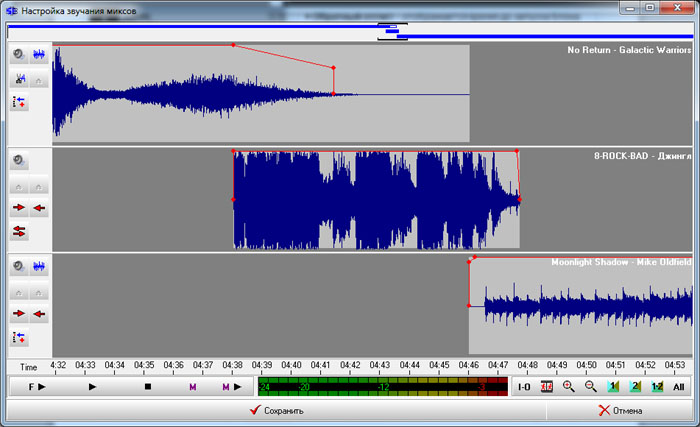 Настройка звучания миксов
No Return - Galactic Warriors
8-ROCK-BAD - Джингл
Moonlight Shadow - Mike Oldfield
Time 4:32 04:33 04:34 04:35 04:36 04:37 04:38 04:39 04:40 04:41 04:42 04:43 04:44 04:45 04:46 04:47 04:48 04:49 04:50 04:51 04:52 04:53
F M M -24 -20 -12 -3 I-O 1 2 1-2 All
Сохранить Отмена